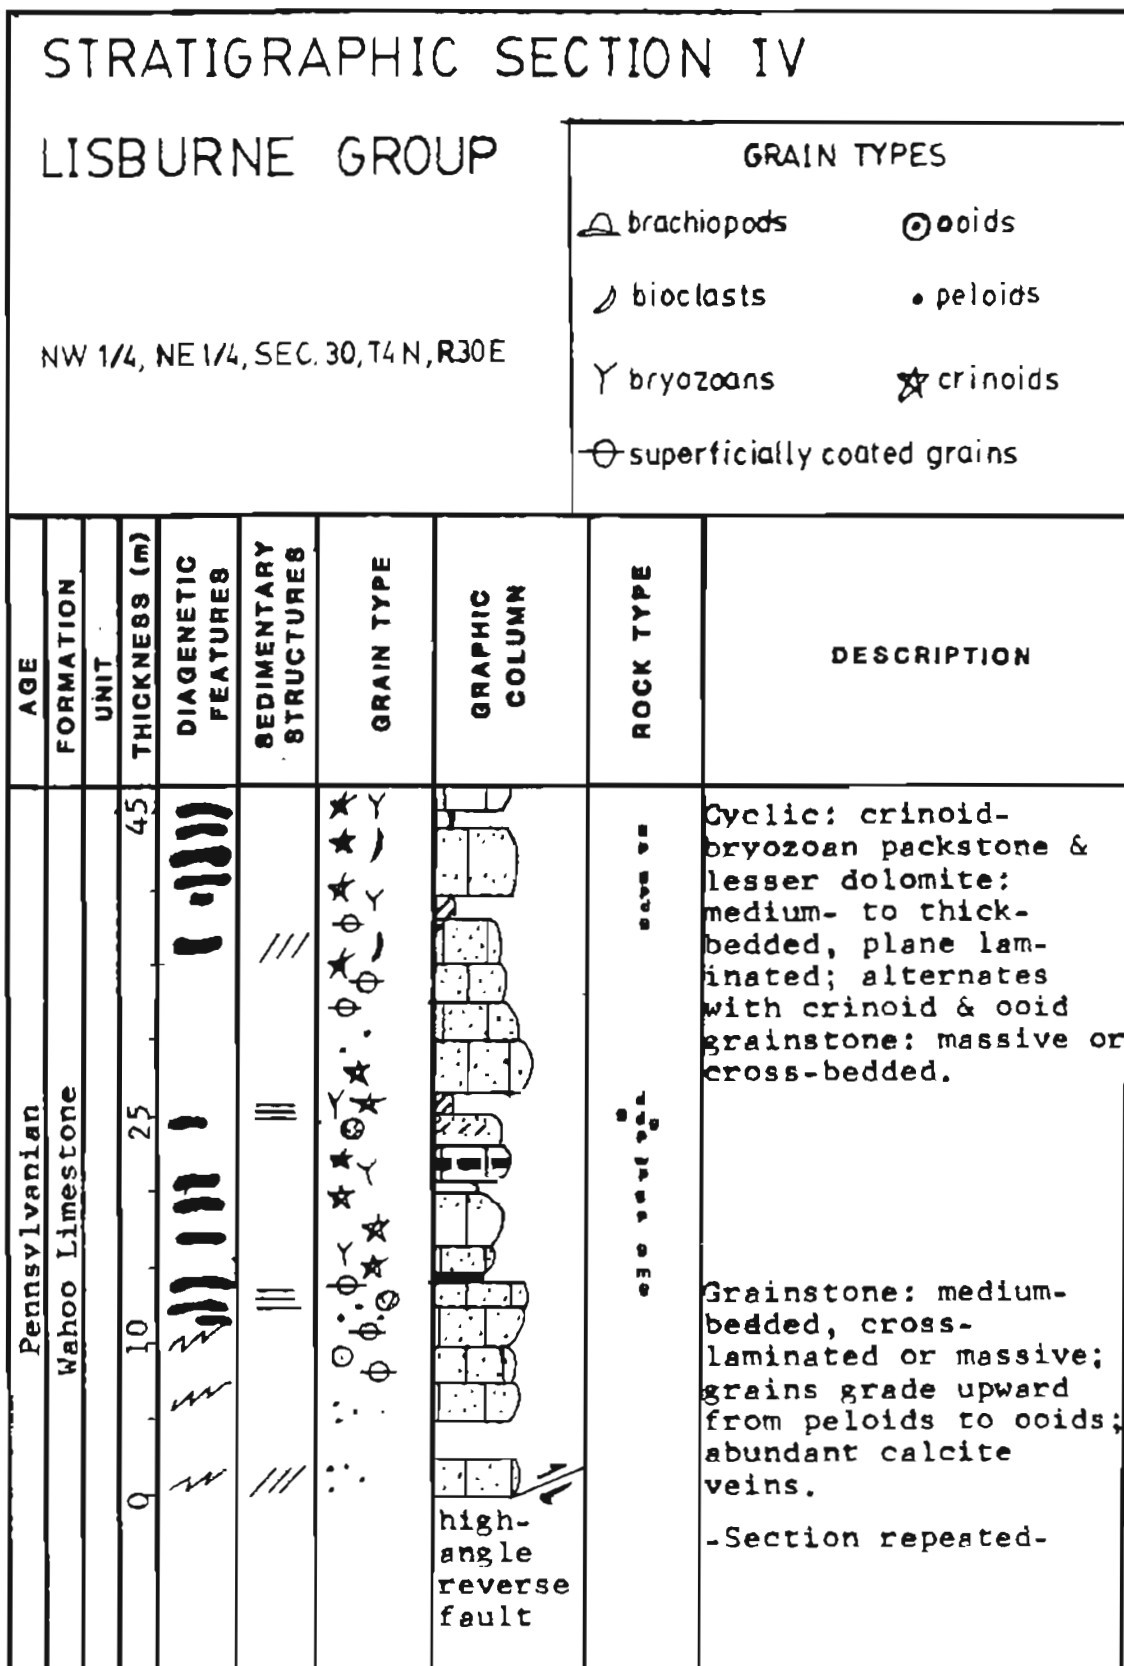 STRATIGRAPHIC SECTION IV
LISBURNE GROUP
NW 1/4, NE 1/4, SEC. 30, T4N, R30E
GRAIN TYPES
brachiopods
ooids
bioclasts
peloids
bryozoans
crinoids
superficially coated grains
AGE
FORMATION
UNIT
THICKNESS (m)
DIAGENETIC
FEATURES
SEDIMENTARY
STRUCTURES
GRAIN TYPE
GRAPHIC
COLUMN
ROCK TYPE
DESCRIPTION
Pennsylvanian
Wahoo Limestone
45
25
10
0
Cyclic: crinoid-
bryozoan packstone &
lesser dolomite:
medium- to thick-
bedded, plane lam-
inated; alternates
with crinoid & ooid
grainstone: massive or
cross-bedded.
Grainstone: medium-
bedded, cross-
laminated or massive;
grains grade upward
from peloids to ooids;
abundant calcite
veins.
-Section repeated-
high-
angle
reverse
fault